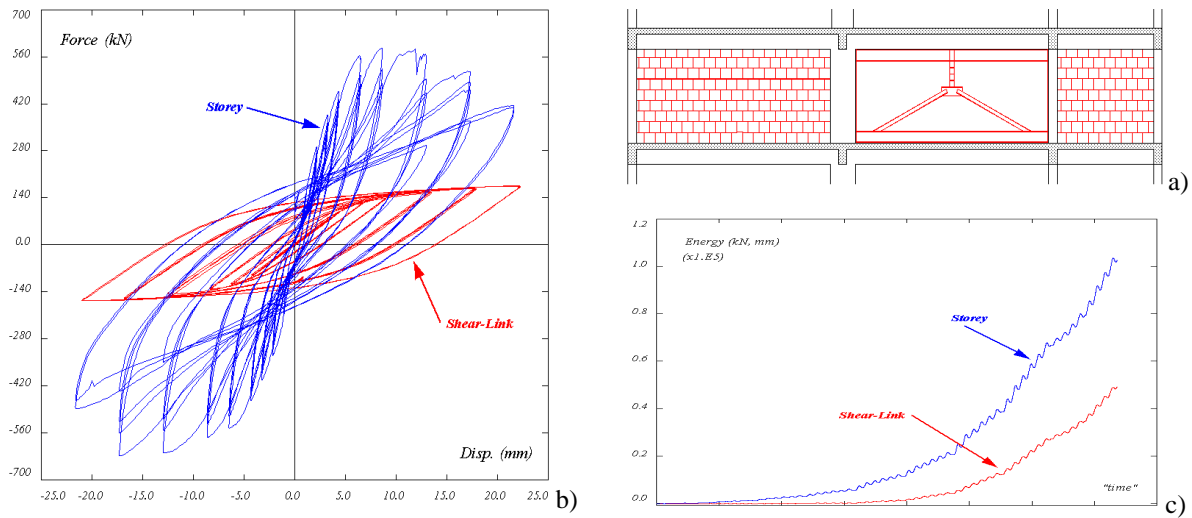 700
560
420
280
140
0.0
-140
-280
-420
-560
-700
Force (kN)
Storey
Shear-Link
Disp. (mm)
-25.0 -20.0 -15.0 -10.0 -5.0 0.0 5.0 10.0 15.0 20.0 25.0
b)
a)
1.2
1.0
0.8
0.6
0.4
0.2
0.0
Energy (kN, mm)
(x1.E5)
Storey
Shear-Link
"time"
c)